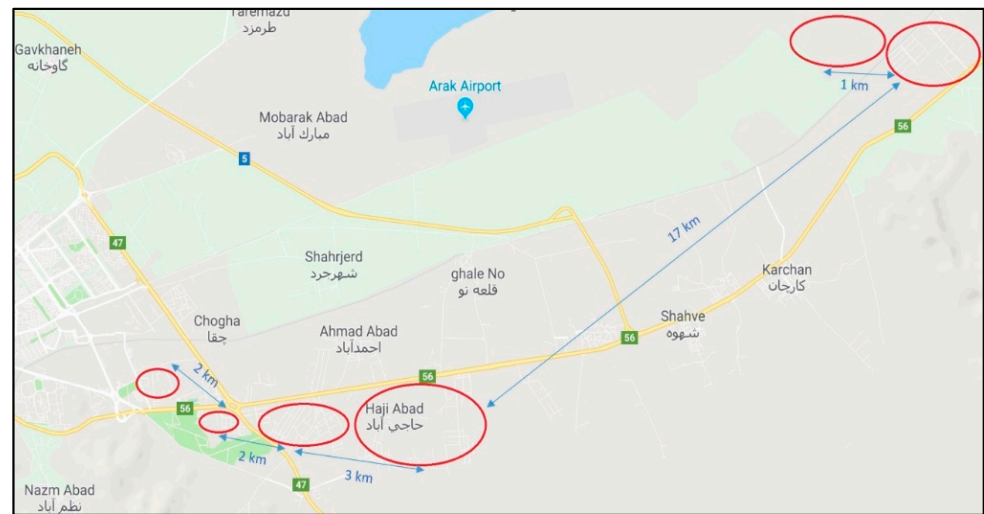 Taremazd
طرمزد
Gavkhaneh
گاوخانه
Arak Airport
1 km
Mobarak Abad
مبارک آباد
56
5
17 km
47
Shahrjerd
شهرجرد
ghale No
قلعه نو
Karchan
کارچان
Chogha
چقا
Ahmad Abad
احمدآباد
Shahve
شهوه
56
2 km
56
56
Haji Abad
حاجي آباد
2 km
3 km
47
Nazm Abad
نظم آباد